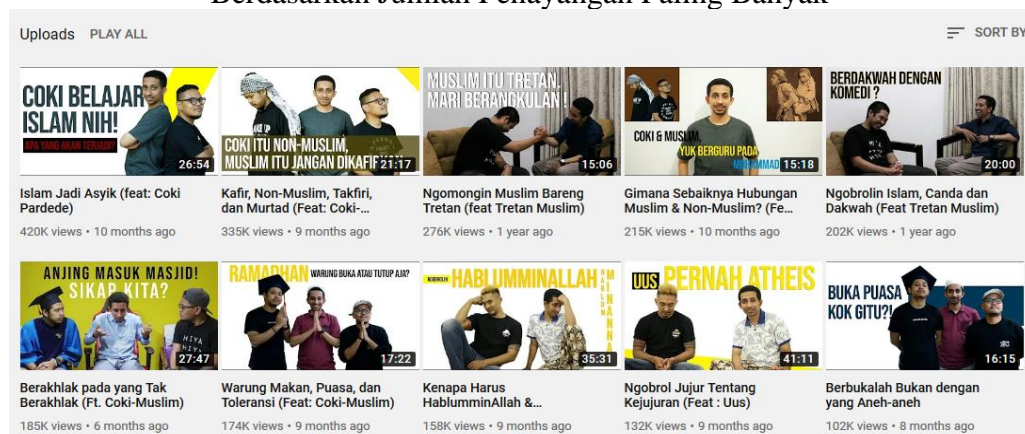 Berdasarkan Jumlah Penayangan Paling Banyak
Uploads PLAY ALL
SORT BY
COKI BELAJAR
ISLAM NIH!
APA YANG AKAN TERJADI?
26:54
Islam Jadi Asyik (feat: Coki
Pardede)
420K views • 10 months ago
COKI ITU NON-MUSLIM,
MUSLIM ITU JANGAN DIKAFIR
21:17
Kafir, Non-Muslim, Takfiri,
dan Murtad (Feat: Coki-...
335K views • 9 months ago
MUSLIM ITU TRETAN.
MARI BERANGKULAN!
15:06
Ngomongin Muslim Bareng
Tretan (feat Tretan Muslim)
276K views • 1 year ago
COKI & MUSLIM,
YUK BERGURU PADA
MUHAMMAD
15:18
Gimana Sebaiknya Hubungan
Muslim & Non-Muslim? (Fe...
215K views • 10 months ago
BERDAKWAH DENGAN
KOMEDI ?
20:00
Ngobrolin Islam, Canda dan
Dakwah (Feat Tretan Muslim)
202K views • 1 year ago
ANJING MASUK MASJID!
SIKAP KITA?
HIYA
HIYA
27:47
Berakhlak pada yang Tak
Berakhlak (Ft. Coki-Muslim)
185K views • 6 months ago
RAMADHAN WARUNG BUKA ATAU TUTUP AJA?
17:22
Warung Makan, Puasa, dan
Toleransi (Feat: Coki-Muslim)
174K views • 9 months ago
HABLUMMINALLAH
35:31
Kenapa Harus
HablumminAllah &...
158K views • 9 months ago
UUS PERNAH ATHEIS
41:11
Ngobrol Jujur Tentang
Kejujuran (Feat : Uus)
132K views • 9 months ago
BUKA PUASA
KOK GITU?!
16:15
Berbukalah Bukan dengan
yang Aneh-aneh
102K views • 8 months ago